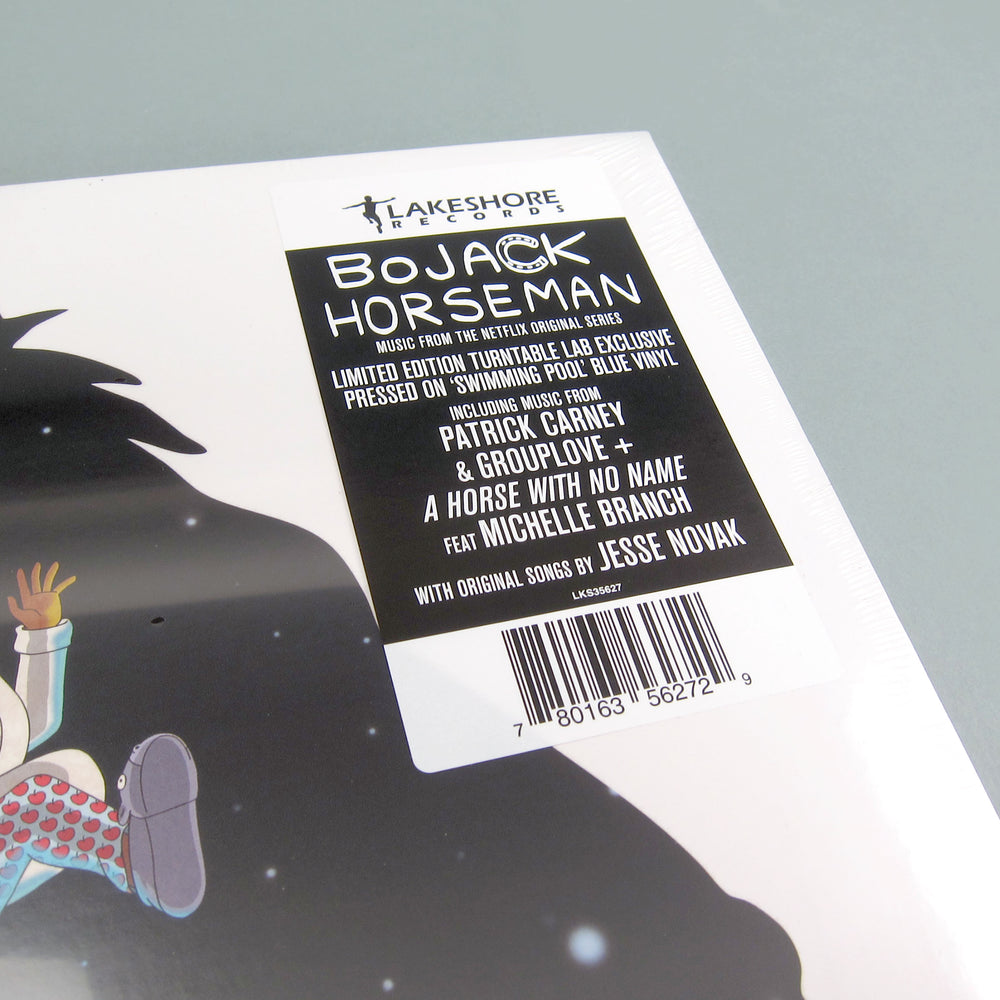 LAKESHORE
RECORDS
BOJACK
HORSEMAN
MUSIC FROM THE NETFLIX ORIGINAL SERIES
LIMITED EDITION TURNTABLE LAB EXCLUSIVE
PRESSED ON 'SWIMMING POOL' BLUE VINYL
INCLUDING MUSIC FROM
PATRICK CARNEY
& GROUPLOVE +
A HORSE WITH NO NAME
FEAT MICHELLE BRANCH
WITH ORIGINAL SONGS BY JESSE NOVAK
LKS35627
7 80163 56272 9